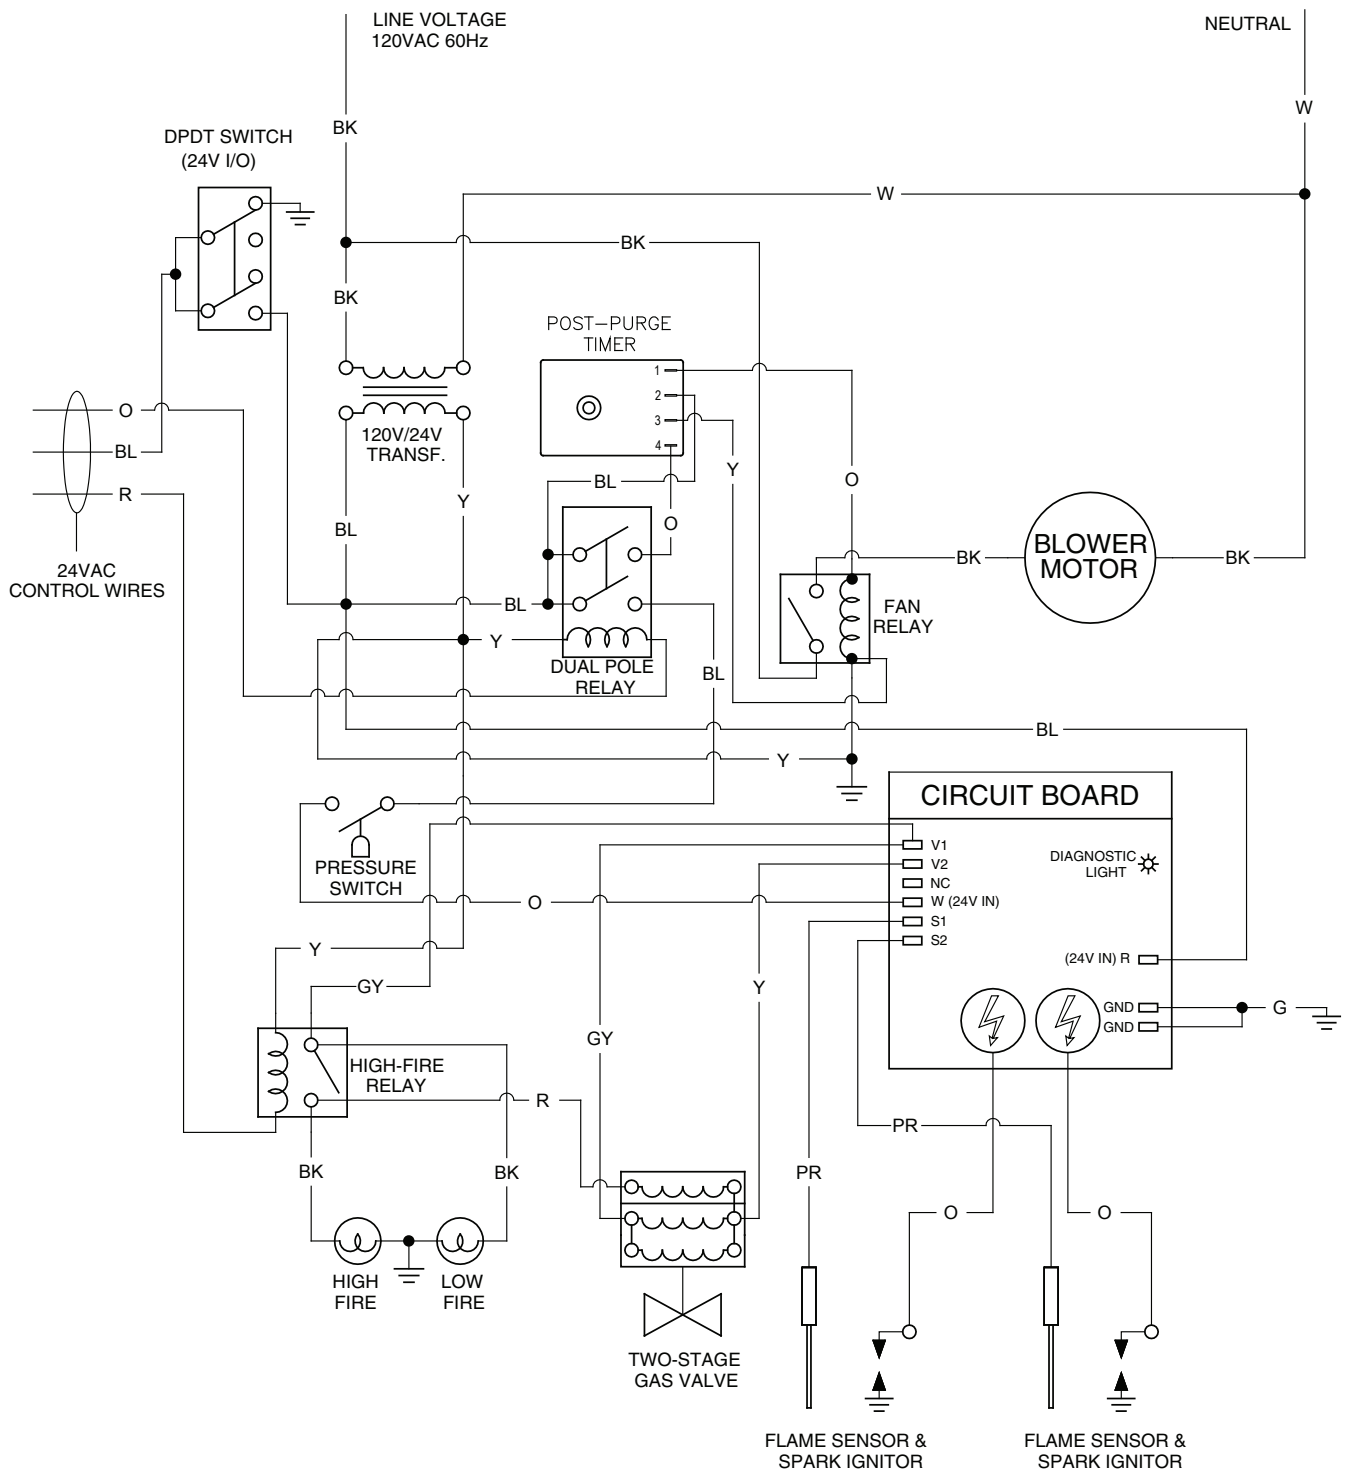 LINE VOLTAGE
120VAC 60Hz
NEUTRAL
BK
W
DPDT SWITCH
(24V I/O)
W
BK
BK
POST-PURGE
TIMER
1
2
3
4
O
BL
R
120V/24V
TRANSF.
Y
BL
Y
O
BL
O
24VAC
CONTROL WIRES
BL
BK
BLOWER
MOTOR
BK
FAN
RELAY
Y
DUAL POLE
RELAY
BL
BL
Y
CIRCUIT BOARD
V1
V2
NC
W (24V IN)
S1
S2
DIAGNOSTIC
LIGHT
(24V IN) R
GND
GND
G
PRESSURE
SWITCH
O
Y
GY
Y
GY
HIGH-FIRE
RELAY
R
PR
BK
BK
PR
O
O
HIGH
FIRE
LOW
FIRE
TWO-STAGE
GAS VALVE
FLAME SENSOR &
SPARK IGNITOR
FLAME SENSOR &
SPARK IGNITOR